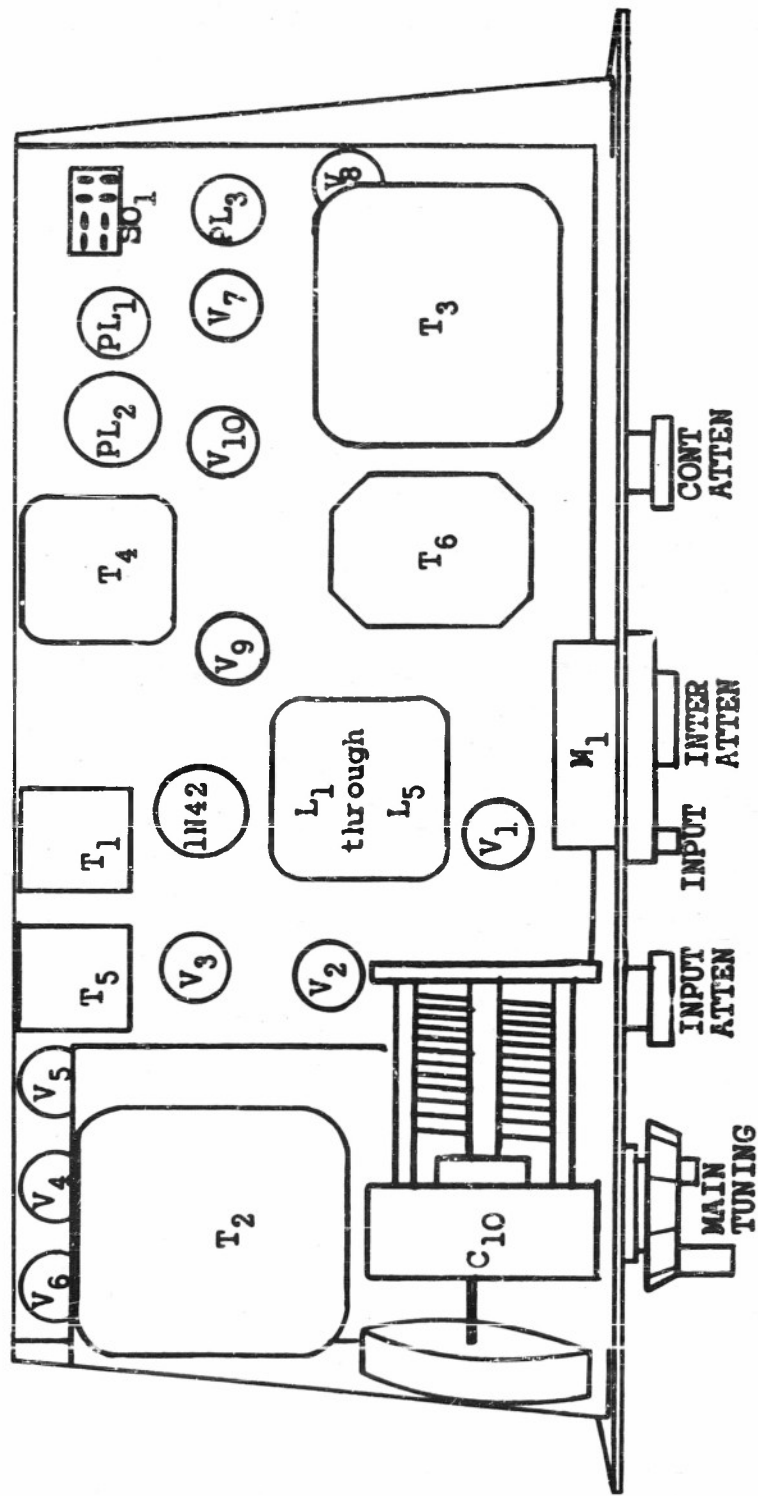 V6
V4
V5
T5
T1
T4
PL2
PL1
SO1
T2
V3
1N42
V9
V10
V7
PL3
V2
L1
through
L5
V8
T6
T3
C10
V1
M1
MAIN
TUNING
INPUT
ATTEN
INPUT
INTER
ATTEN
CONT
ATTEN